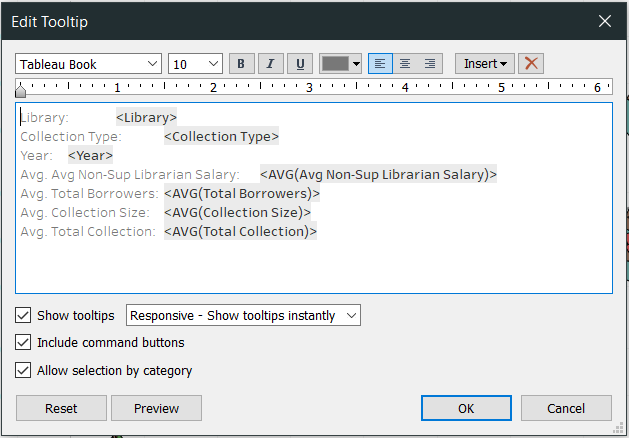 Edit Tooltip
Tableau Book 10 B I U Insert
1 2 3 4 5 6
Library: <Library>
Collection Type: <Collection Type>
Year: <Year>
Avg. Avg Non-Sup Librarian Salary: <AVG(Avg Non-Sup Librarian Salary)>
Avg. Total Borrowers: <AVG(Total Borrowers)>
Avg. Collection Size: <AVG(Collection Size)>
Avg. Total Collection: <AVG(Total Collection)>
Show tooltips Responsive - Show tooltips instantly
Include command buttons
Allow selection by category
Reset Preview OK Cancel